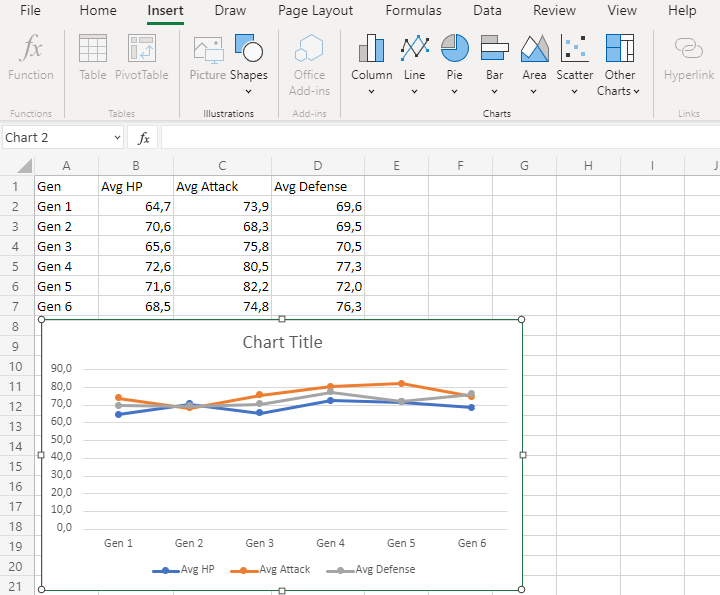 File Home Insert Draw Page Layout Formulas Data Review View Help
fx
Function Table PivotTable Picture Shapes Office Add-ins Column Line Pie Bar Area Scatter Other Charts Hyperlink
Functions Tables Illustrations Add-ins Charts Links
Chart 2 fx
A B C D E F G H I J
1 Gen Avg HP Avg Attack Avg Defense
2 Gen 1 64,7 73,9 69,6
3 Gen 2 70,6 68,3 69,5
4 Gen 3 65,6 75,8 70,5
5 Gen 4 72,6 80,5 77,3
6 Gen 5 71,6 82,2 72,0
7 Gen 6 68,5 74,8 76,3
8
9
10
11
12
13
14
15
16
17
18
19
20
21
Chart Title
90,0
80,0
70,0
60,0
50,0
40,0
30,0
20,0
10,0
0,0
Gen 1 Gen 2 Gen 3 Gen 4 Gen 5 Gen 6
Avg HP Avg Attack Avg Defense